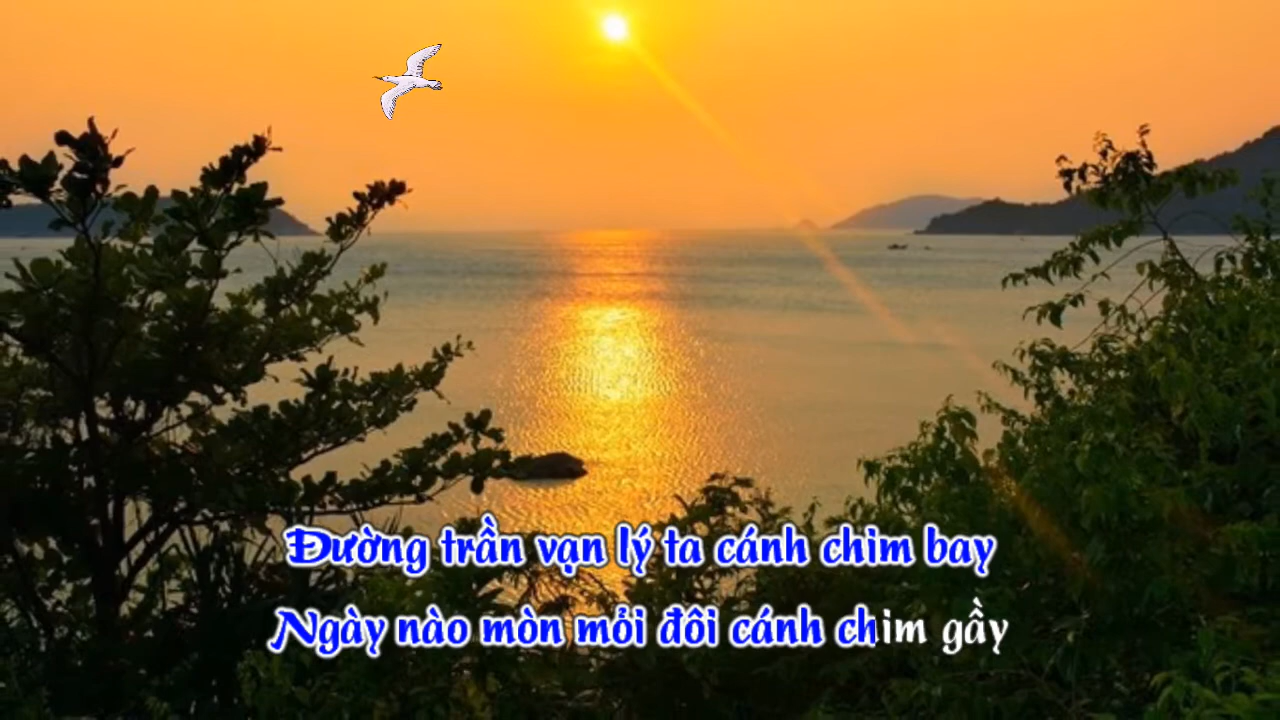 Đường trần vạn lý ta cánh chim bay
Ngày nào mòn mỏi đôi cánh chim gầy